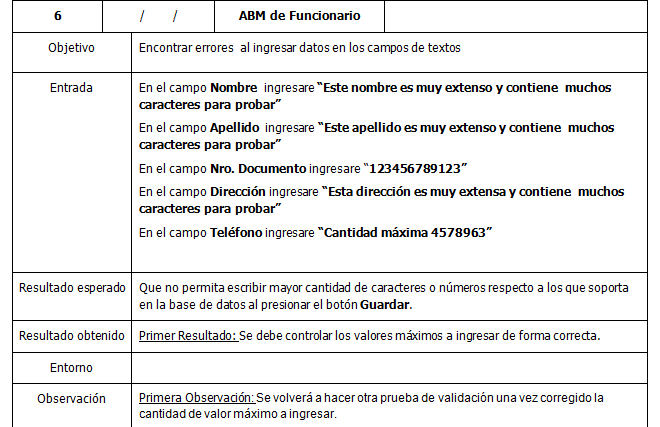 6 / / ABM de Funcionario
Objetivo Encontrar errores al ingresar datos en los campos de textos
Entrada En el campo Nombre ingresare “Este nombre es muy extenso y contiene muchos
caracteres para probar”
En el campo Apellido ingresare “Este apellido es muy extenso y contiene muchos
caracteres para probar”
En el campo Nro. Documento ingresare “123456789123”
En el campo Dirección ingresare “Esta dirección es muy extensa y contiene muchos
caracteres para probar”
En el campo Teléfono ingresare “Cantidad máxima 4578963”
Resultado esperado Que no permita escribir mayor cantidad de caracteres o números respecto a los que soporta
en la base de datos al presionar el botón Guardar.
Resultado obtenido Primer Resultado: Se debe controlar los valores máximos a ingresar de forma correcta.
Entorno
Observación Primera Observación: Se volverá a hacer otra prueba de validación una vez corregido la
cantidad de valor máximo a ingresar.